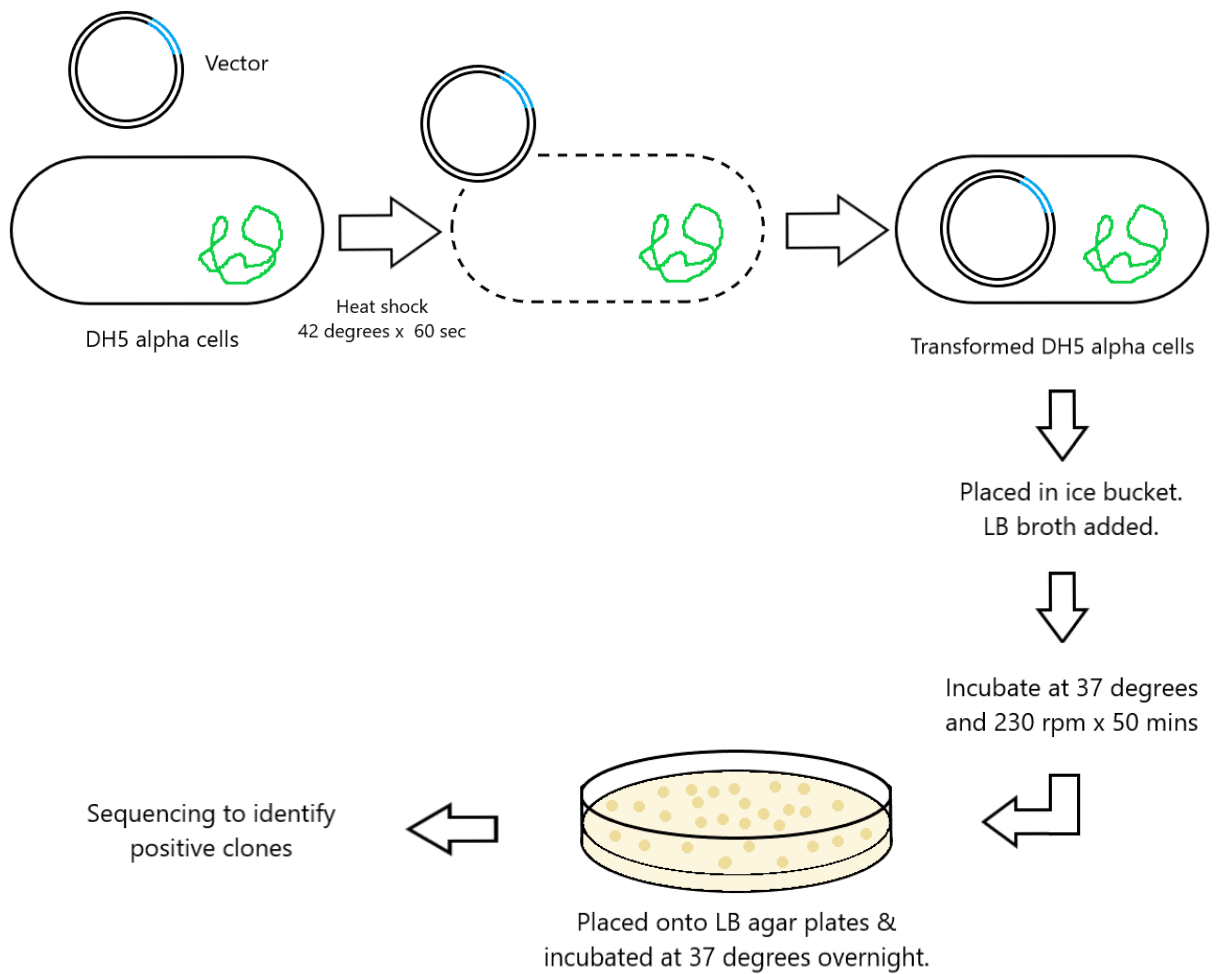 Vector
DH5 alpha cells
Heat shock
42 degrees x 60 sec
Transformed DH5 alpha cells
Placed in ice bucket.
LB broth added.
Incubate at 37 degrees
and 230 rpm x 50 mins
Placed onto LB agar plates &
incubated at 37 degrees overnight.
Sequencing to identify
positive clones